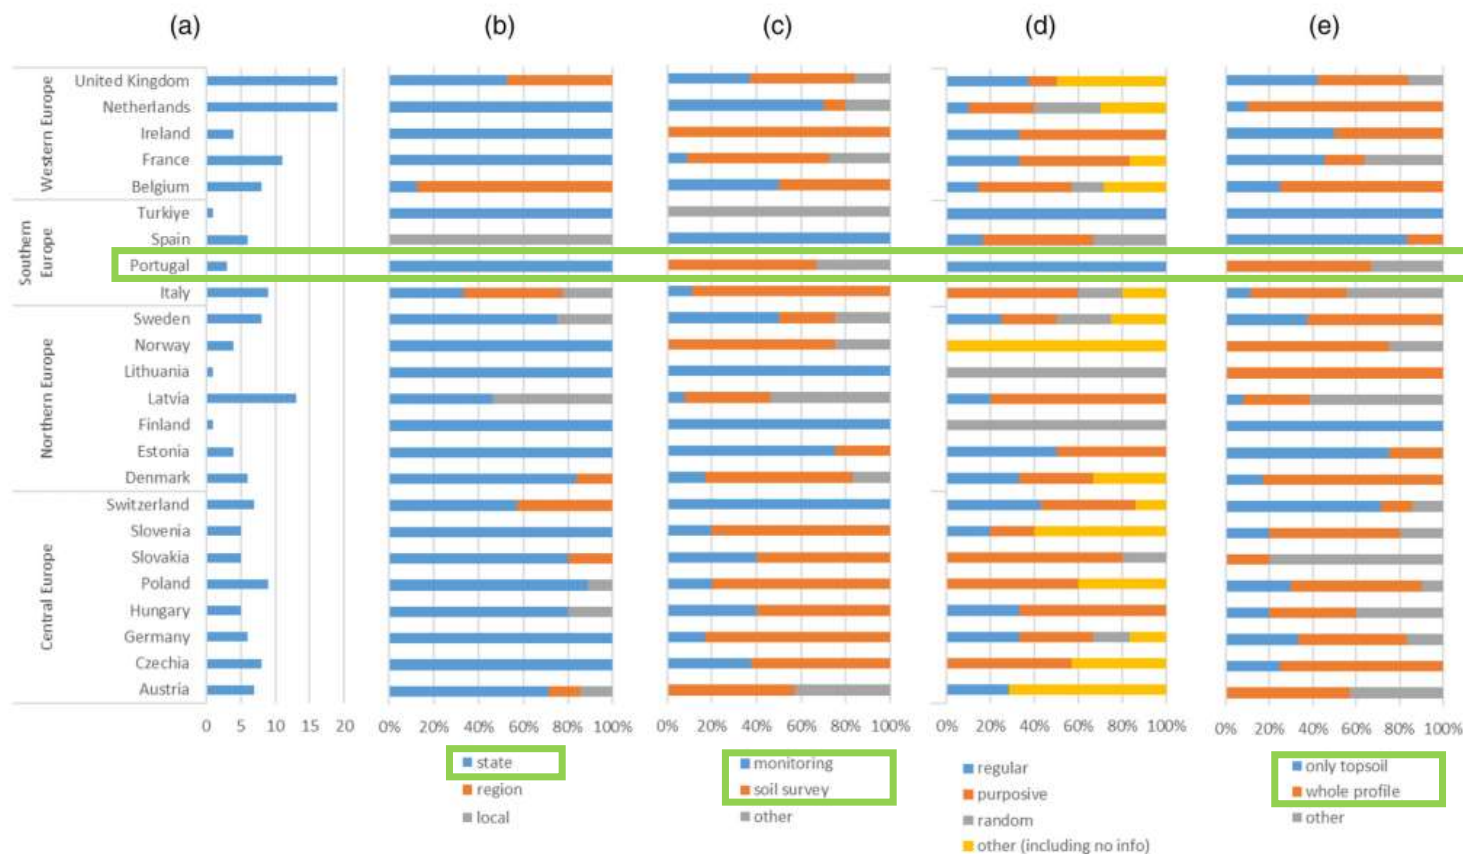 (a) (b) (c) (d) (e)
Western Europe
United Kingdom
Netherlands
Ireland
France
Belgium
Southern
Europe
Turkiye
Spain
Portugal
Italy
Northern Europe
Sweden
Norway
Lithuania
Latvia
Finland
Estonia
Denmark
Central Europe
Switzerland
Slovenia
Slovakia
Poland
Hungary
Germany
Czechia
Austria
0 5 10 15 20 0% 20% 40% 60% 80% 100% 0% 20% 40% 60% 80% 100% 0% 20% 40% 60% 80% 100% 0% 20% 40% 60% 80% 100%
state
region
local
monitoring
soil survey
other
regular
purposive
random
other (including no info)
only topsoil
whole profile
other